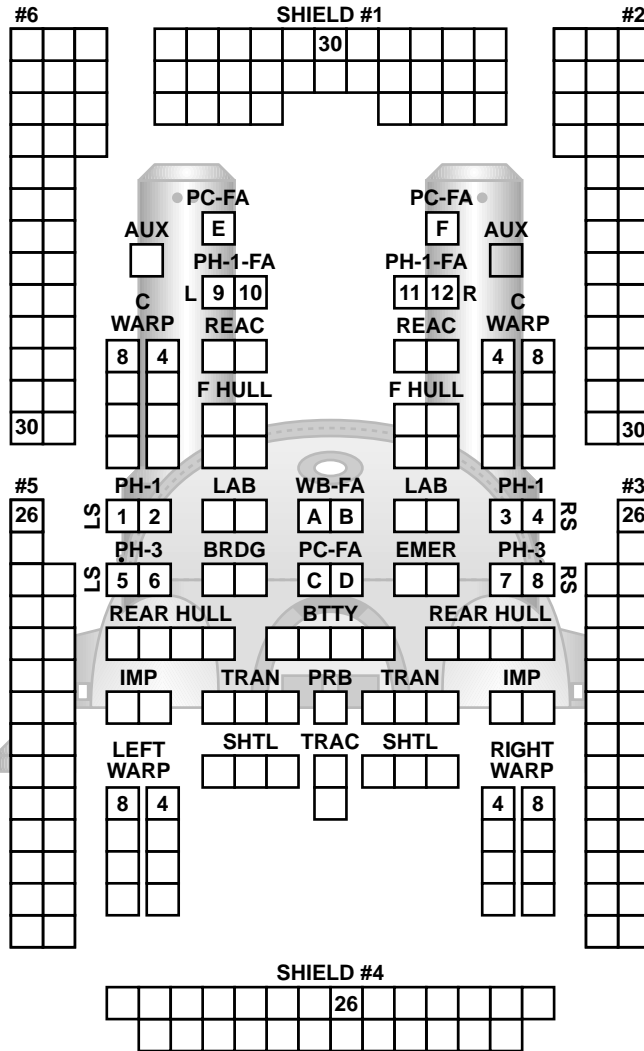 #6 SHIELD #1 #2
30
PC-FA PC-FA
E F
AUX AUX
PH-1-FA PH-1-FA
L 9 10 11 12 R
C C
WARP REAC REAC WARP
8 4 4 8
F HULL F HULL
30 30
#5 PH-1 LAB WB-FA LAB PH-1 #3
26 LS 1 2 A B 3 4 RS 26
PH-3 BRDG PC-FA EMER PH-3
LS 5 6 C D 7 8 RS
REAR HULL BTTY REAR HULL
IMP TRAN PRB TRAN IMP
LEFT SHTL TRAC SHTL RIGHT
WARP WARP
8 4 4 8
SHIELD #4
26